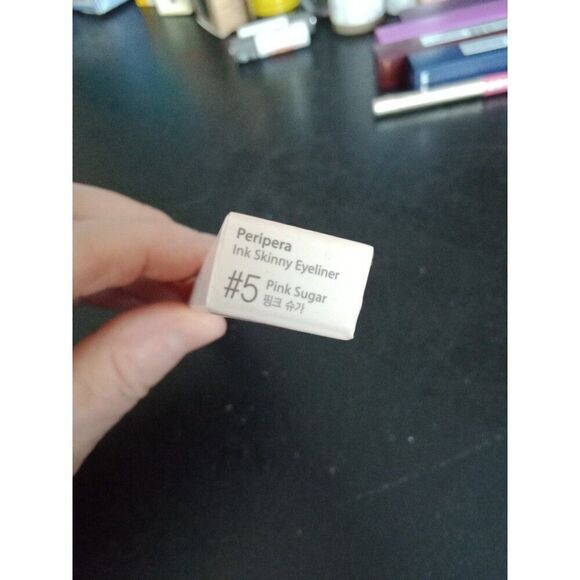 Peripera
Ink Skinny Eyeliner
#5 Pink Sugar
핑크 슈가